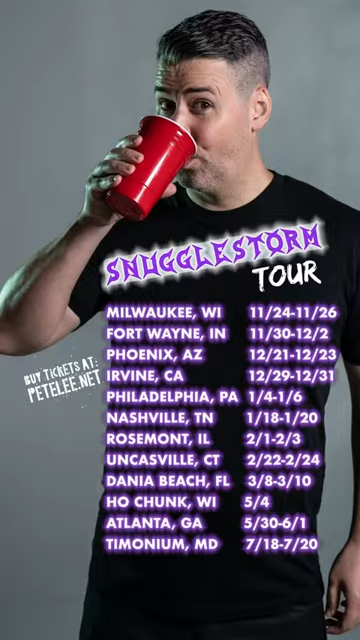 SNUGGLESTORM
TOUR
MILWAUKEE, WI 11/24-11/26
FORT WAYNE, IN 11/30-12/2
PHOENIX, AZ 12/21-12/23
IRVINE, CA 12/29-12/31
PHILADELPHIA, PA 1/4-1/6
NASHVILLE, TN 1/18-1/20
ROSEMONT, IL 2/1-2/3
UNCASVILLE, CT 2/22-2/24
DANIA BEACH, FL 3/8-3/10
HO CHUNK, WI 5/4
ATLANTA, GA 5/30-6/1
TIMONIUM, MD 7/18-7/20
BUY TICKETS AT:
PETELEE.NET